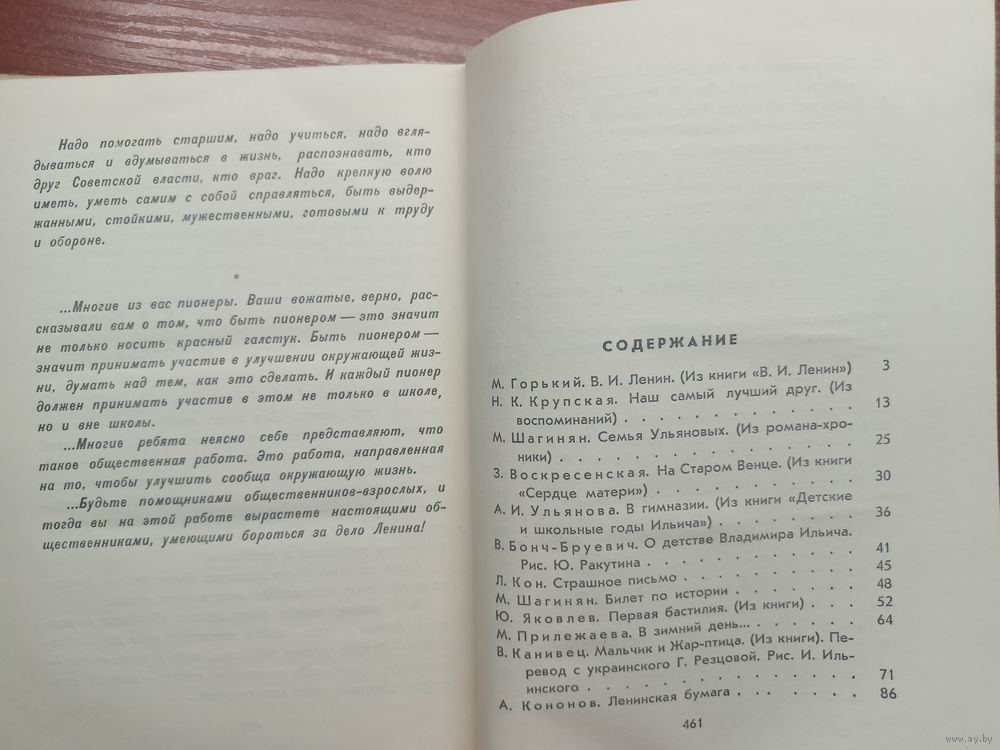 Надо помогать старшим, надо учиться, надо вгля-
дываться и вдумываться в жизнь, распознавать, кто
друг Советской власти, кто враг. Надо крепкую волю
иметь, уметь самим с собой справляться, быть выдер-
жанными, стойкими, мужественными, готовыми к труду
и обороне.
*
...Многие из вас пионеры. Ваши вожатые, верно, рас-
сказывали вам о том, что быть пионером — это значит
не только носить красный галстук. Быть пионером —
значит принимать участие в улучшении окружающей жиз-
ни, думать над тем, как это сделать. И каждый пионер
должен принимать участие в этом не только в школе,
но и вне школы.
...Многие ребята неясно себе представляют, что
такое общественная работа. Это работа, направленная
на то, чтобы улучшить сообща окружающую жизнь.
...Будьте помощниками общественников-взрослых, и
тогда вы на этой работе вырастете настоящими об-
щественниками, умеющими бороться за дело Ленина!
СОДЕРЖАНИЕ
М. Горький. В. И. Ленин. (Из книги «В. И. Ленин») 3
Н. К. Крупская. Наш самый лучший друг. (Из
воспоминаний) . . . . . . . . . . . 13
М. Шагинян. Семья Ульяновых. (Из романа-хро-
ники) . . . . . . . . . . . . . . 25
З. Воскресенская. На Старом Венце. (Из книги
«Сердце матери») . . . . . . . . . . 30
А. И. Ульянова. В гимназии. (Из книги «Детские
и школьные годы Ильича») . . . . . . . 36
В. Бонч-Бруевич. О детстве Владимира Ильича.
Рис. Ю. Ракутина . . . . . . . . . . 41
Л. Кон. Страшное письмо . . . . . . . . 45
М. Шагинян. Билет по истории . . . . . . 48
Ю. Яковлев. Первая бастилия. (Из книги) . . . 52
М. Прилежаева. В зимний день... . . . . . . 64
В. Канивец. Мальчик и Жар-птица. (Из книги). Пе-
ревод с украинского Г. Резцовой. Рис. И. Иль-
инского . . . . . . . . . . . . . 71
А. Кононов. Ленинская бумага . . . . . . 86
461
www.ay.by